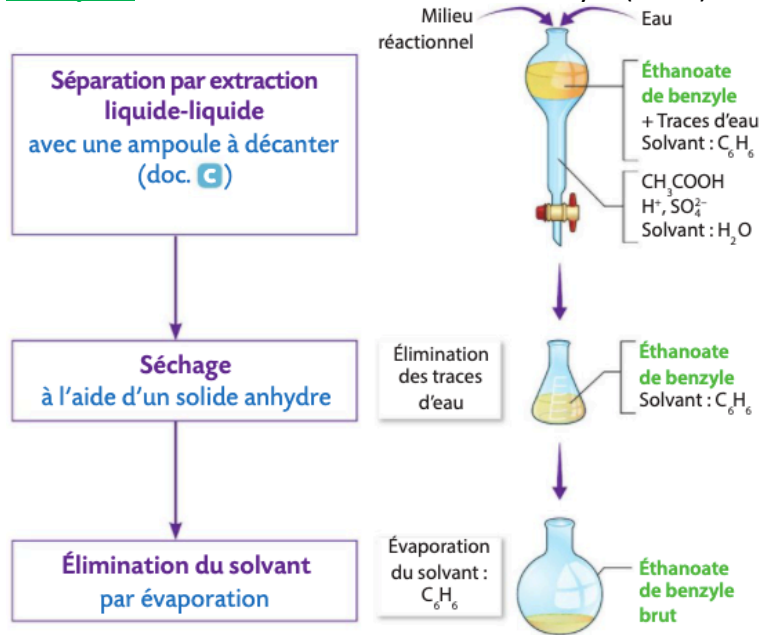 Milieu
réactionnel
Eau
Séparation par extraction
liquide-liquide
avec une ampoule à décanter
(doc. C)
Éthanoate
de benzyle
+ Traces d'eau
Solvant : C₆H₆
CH₃COOH
H⁺, SO₄²⁻
Solvant : H₂O
Séchage
à l'aide d'un solide anhydre
Élimination
des traces
d'eau
Éthanoate
de benzyle
Solvant : C₆H₆
Élimination du solvant
par évaporation
Évaporation
du solvant :
C₆H₆
Éthanoate
de benzyle
brut